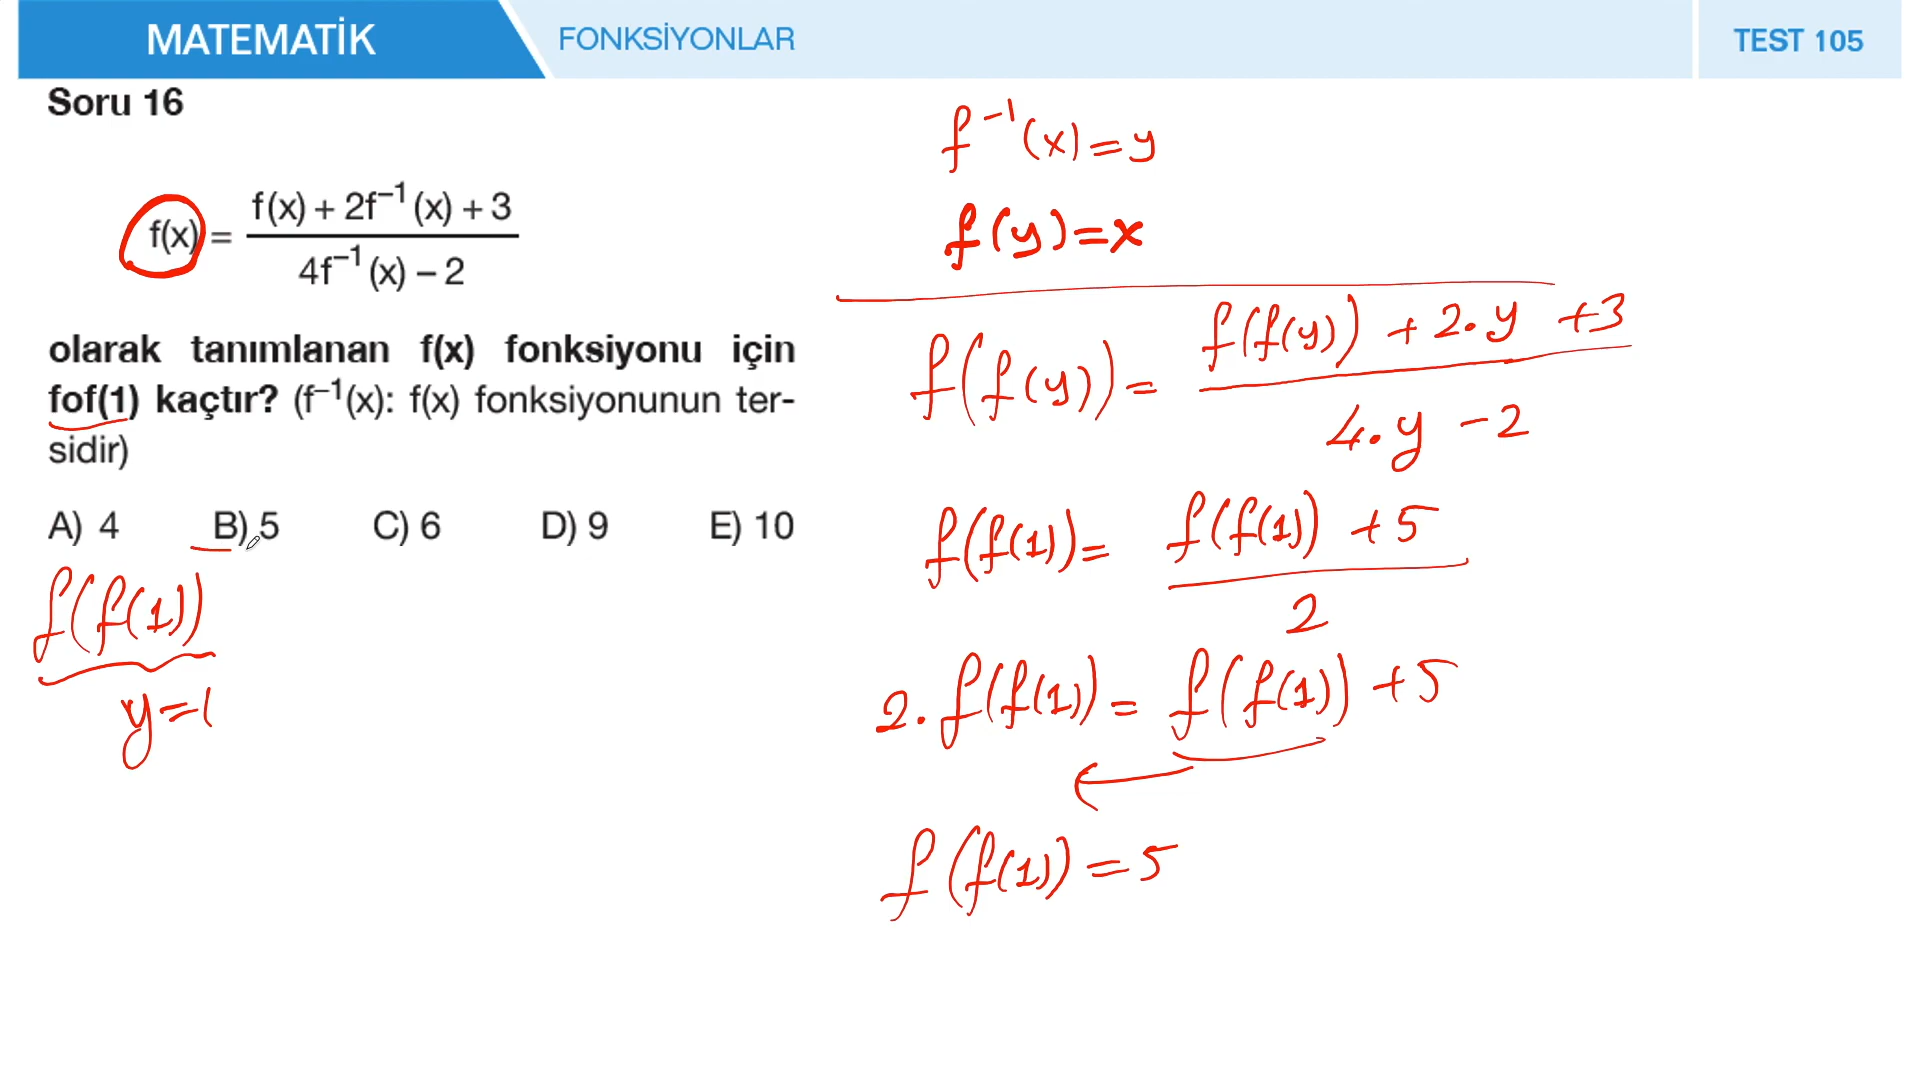 MATEMATİK
FONKSİYONLAR
TEST 105
Soru 16
f(x) = (f(x) + 2f⁻¹(x) + 3) / (4f⁻¹(x) – 2)
olarak tanımlanan f(x) fonksiyonu için
fof(1) kaçtır? (f⁻¹(x): f(x) fonksiyonunun ter-
sidir)
A) 4 B) 5 C) 6 D) 9 E) 10
f(f(1))
y=1
f⁻¹(x)=y
f(y)=x
f(f(y)) = (f(f(y)) + 2.y +3) / (4.y -2)
f(f(1)) = (f(f(1)) +5) / 2
2.f(f(1)) = f(f(1)) +5
f(f(1)) = 5